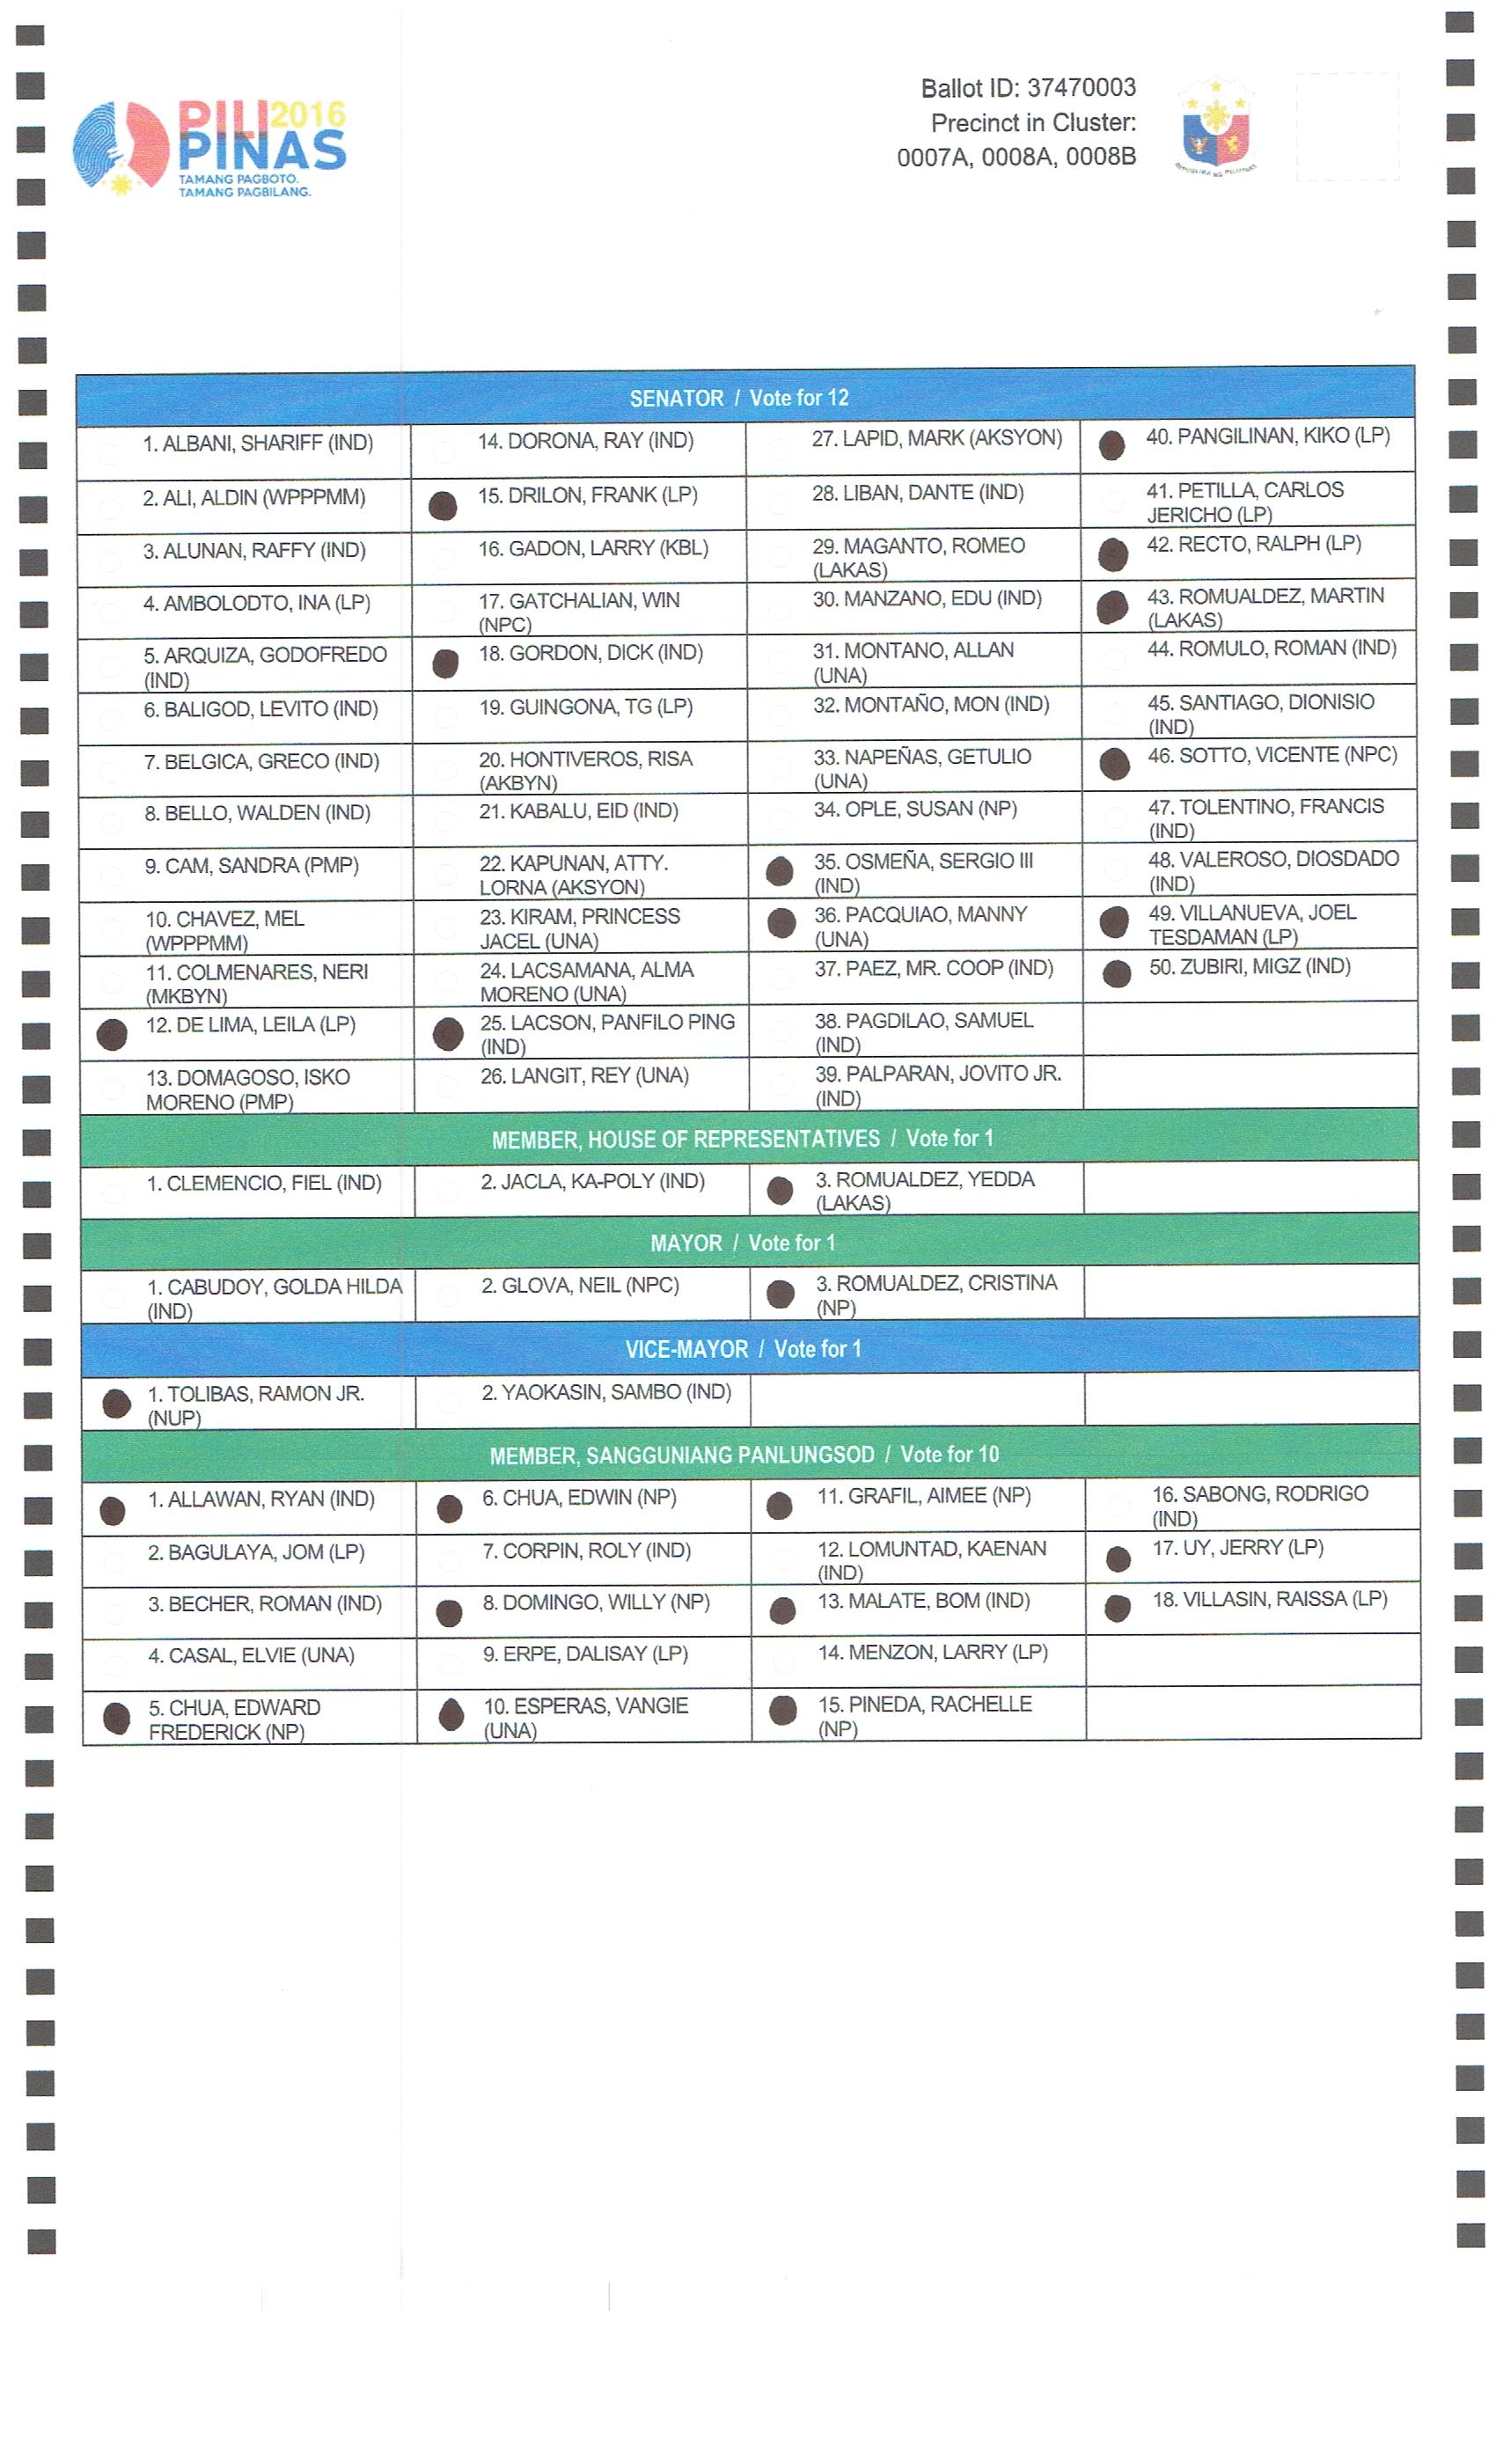 PILI 2016
PINAS
TAMANG PAGBOTO.
TAMANG PAGBILANG.
Ballot ID: 37470003
Precinct in Cluster:
0007A, 0008A, 0008B
REPUBLIKA NG PILIPINAS
SENATOR / Vote for 12
1. ALBANI, SHARIFF (IND)
2. ALI, ALDIN (WPPPMM)
3. ALUNAN, RAFFY (IND)
4. AMBOLODTO, INA (LP)
5. ARQUIZA, GODOFREDO
(IND)
6. BALIGOD, LEVITO (IND)
7. BELGICA, GRECO (IND)
8. BELLO, WALDEN (IND)
9. CAM, SANDRA (PMP)
10. CHAVEZ, MEL
(WPPPMM)
11. COLMENARES, NERI
(MKBYN)
12. DE LIMA, LEILA (LP)
13. DOMAGOSO, ISKO
MORENO (PMP)
14. DORONA, RAY (IND)
15. DRILON, FRANK (LP)
16. GADON, LARRY (KBL)
17. GATCHALIAN, WIN
(NPC)
18. GORDON, DICK (IND)
19. GUINGONA, TG (LP)
20. HONTIVEROS, RISA
(AKBYN)
21. KABALU, EID (IND)
22. KAPUNAN, ATTY.
LORNA (AKSYON)
23. KIRAM, PRINCESS
JACEL (UNA)
24. LACSAMANA, ALMA
MORENO (UNA)
25. LACSON, PANFILO PING
(IND)
26. LANGIT, REY (UNA)
27. LAPID, MARK (AKSYON)
28. LIBAN, DANTE (IND)
29. MAGANTO, ROMEO
(LAKAS)
30. MANZANO, EDU (IND)
31. MONTANO, ALLAN
(UNA)
32. MONTAÑO, MON (IND)
33. NAPEÑAS, GETULIO
(UNA)
34. OPLE, SUSAN (NP)
35. OSMEÑA, SERGIO III
(IND)
36. PACQUIAO, MANNY
(UNA)
37. PAEZ, MR. COOP (IND)
38. PAGDILAO, SAMUEL
(IND)
39. PALPARAN, JOVITO JR.
(IND)
40. PANGILINAN, KIKO (LP)
41. PETILLA, CARLOS
JERICHO (LP)
42. RECTO, RALPH (LP)
43. ROMUALDEZ, MARTIN
(LAKAS)
44. ROMULO, ROMAN (IND)
45. SANTIAGO, DIONISIO
(IND)
46. SOTTO, VICENTE (NPC)
47. TOLENTINO, FRANCIS
(IND)
48. VALEROSO, DIOSDADO
(IND)
49. VILLANUEVA, JOEL
TESDAMAN (LP)
50. ZUBIRI, MIGZ (IND)
MEMBER, HOUSE OF REPRESENTATIVES / Vote for 1
1. CLEMENCIO, FIEL (IND)
2. JACLA, KA-POLY (IND)
3. ROMUALDEZ, YEDDA
(LAKAS)
MAYOR / Vote for 1
1. CABUDOY, GOLDA HILDA
(IND)
2. GLOVA, NEIL (NPC)
3. ROMUALDEZ, CRISTINA
(NP)
VICE-MAYOR / Vote for 1
1. TOLIBAS, RAMON JR.
(NUP)
2. YAOKASIN, SAMBO (IND)
MEMBER, SANGGUNIANG PANLUNGSOD / Vote for 10
1. ALLAWAN, RYAN (IND)
2. BAGULAYA, JOM (LP)
3. BECHER, ROMAN (IND)
4. CASAL, ELVIE (UNA)
5. CHUA, EDWARD
FREDERICK (NP)
6. CHUA, EDWIN (NP)
7. CORPIN, ROLY (IND)
8. DOMINGO, WILLY (NP)
9. ERPE, DALISAY (LP)
10. ESPERAS, VANGIE
(UNA)
11. GRAFIL, AIMEE (NP)
12. LOMUNTAD, KAENAN
(IND)
13. MALATE, BOM (IND)
14. MENZON, LARRY (LP)
15. PINEDA, RACHELLE
(NP)
16. SABONG, RODRIGO
(IND)
17. UY, JERRY (LP)
18. VILLASIN, RAISSA (LP)